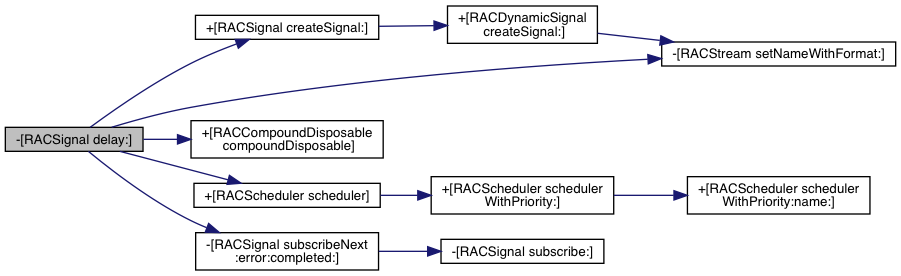 -[RACSignal delay:]
+[RACSignal createSignal:]
+[RACDynamicSignal
createSignal:]
-[RACStream setNameWithFormat:]
+[RACCompoundDisposable
compoundDisposable]
+[RACScheduler scheduler]
+[RACScheduler scheduler
WithPriority:]
+[RACScheduler scheduler
WithPriority:name:]
-[RACSignal subscribeNext
:error:completed:]
-[RACSignal subscribe:]